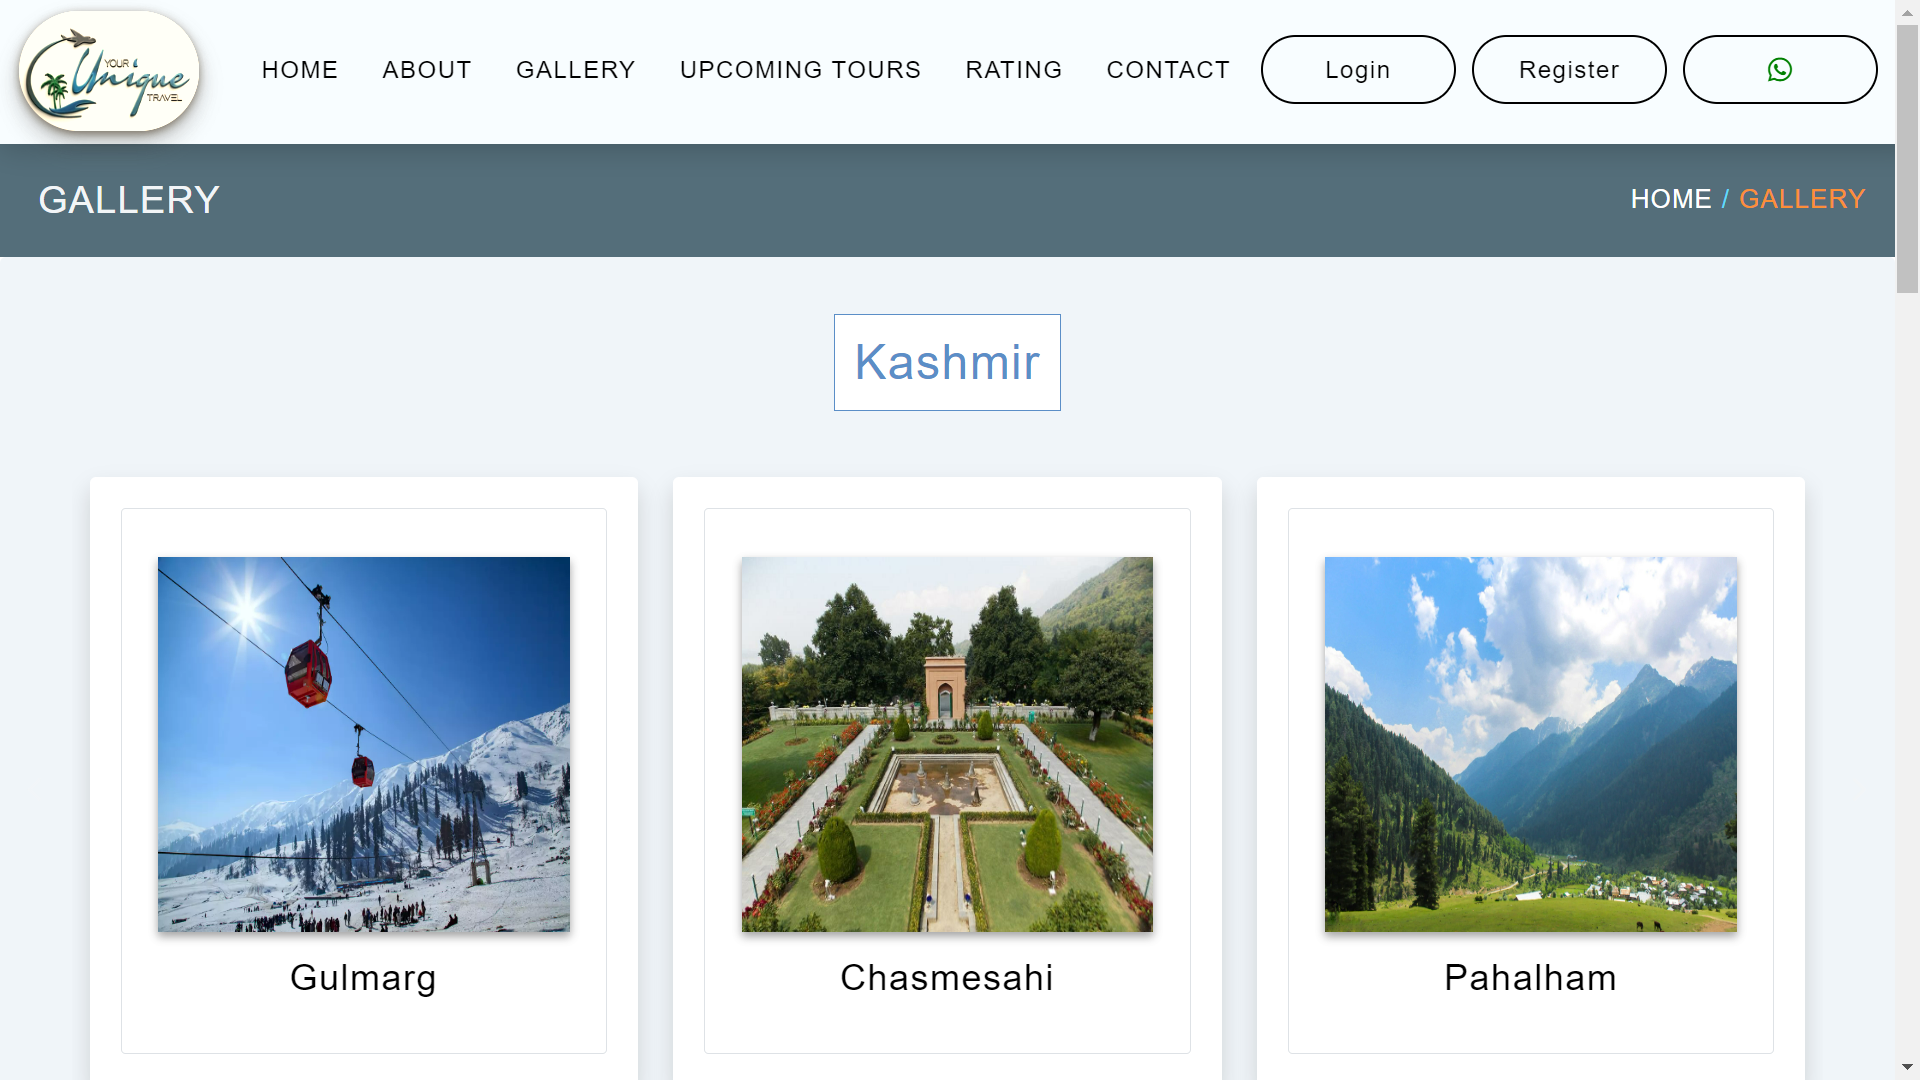 YOUR
Unique
TRAVEL
HOME
ABOUT
GALLERY
UPCOMING TOURS
RATING
CONTACT
Login
Register
GALLERY
HOME / GALLERY
Kashmir
Gulmarg
Chasmesahi
Pahalham